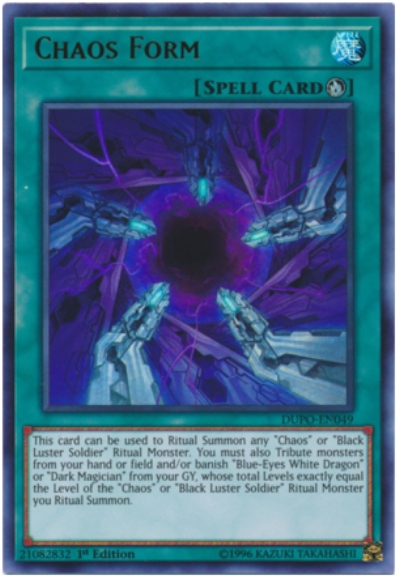 CHAOS FORM
SPELL
魔
[SPELL CARD]
DUPO-EN049
This card can be used to Ritual Summon any "Chaos" or "Black
Luster Soldier" Ritual Monster. You must also Tribute monsters
from your hand or field and/or banish "Blue-Eyes White Dragon"
or "Dark Magician" from your GY, whose total Levels exactly equal
the Level of the "Chaos" or "Black Luster Soldier" Ritual Monster
you Ritual Summon.
21082832 1st Edition ©1996 KAZUKI TAKAHASHI